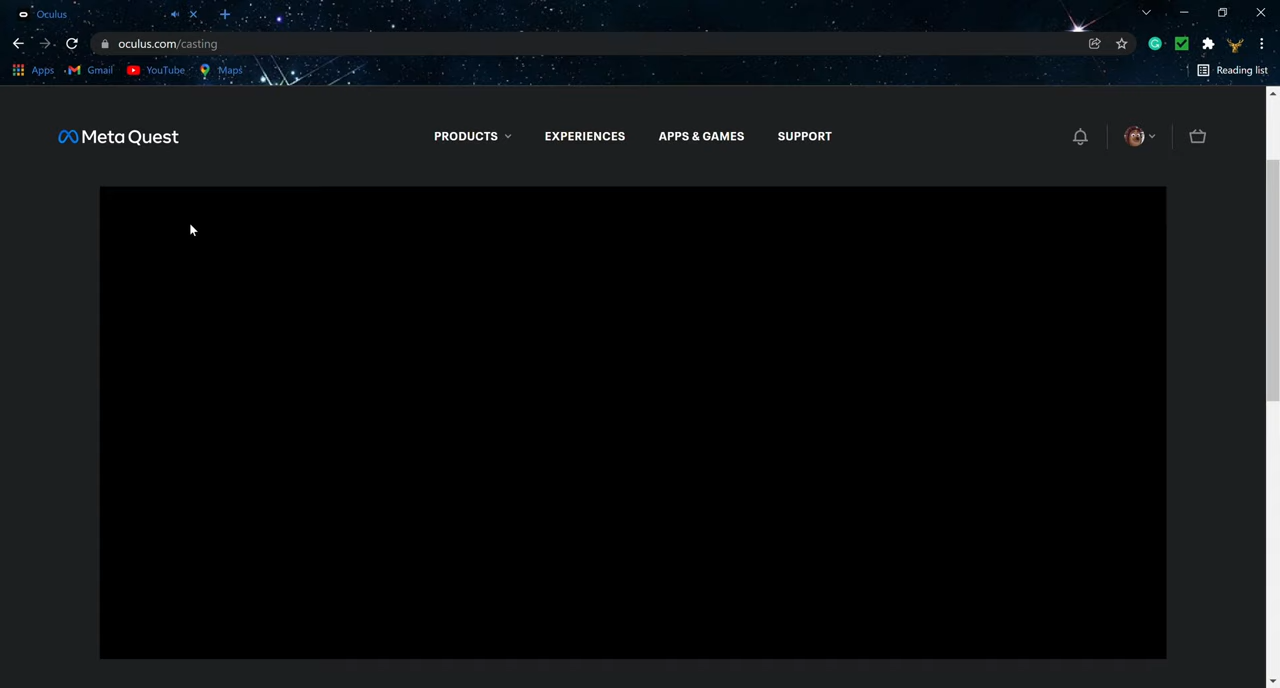 Oculus
oculus.com/casting
Apps Gmail YouTube Maps Reading list
Meta Quest PRODUCTS EXPERIENCES APPS & GAMES SUPPORT